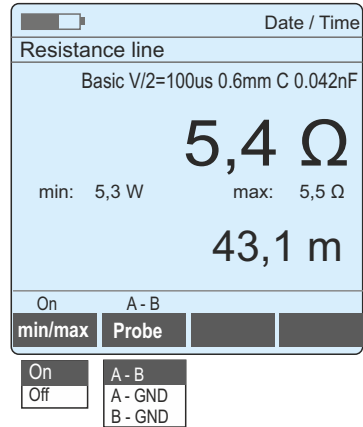 Date / Time
Resistance line
Basic V/2=100us 0.6mm C 0.042nF
5,4 Ω
min: 5,3 W max: 5,5 Ω
43,1 m
On A - B
min/max Probe
On A - B
Off A - GND
B - GND